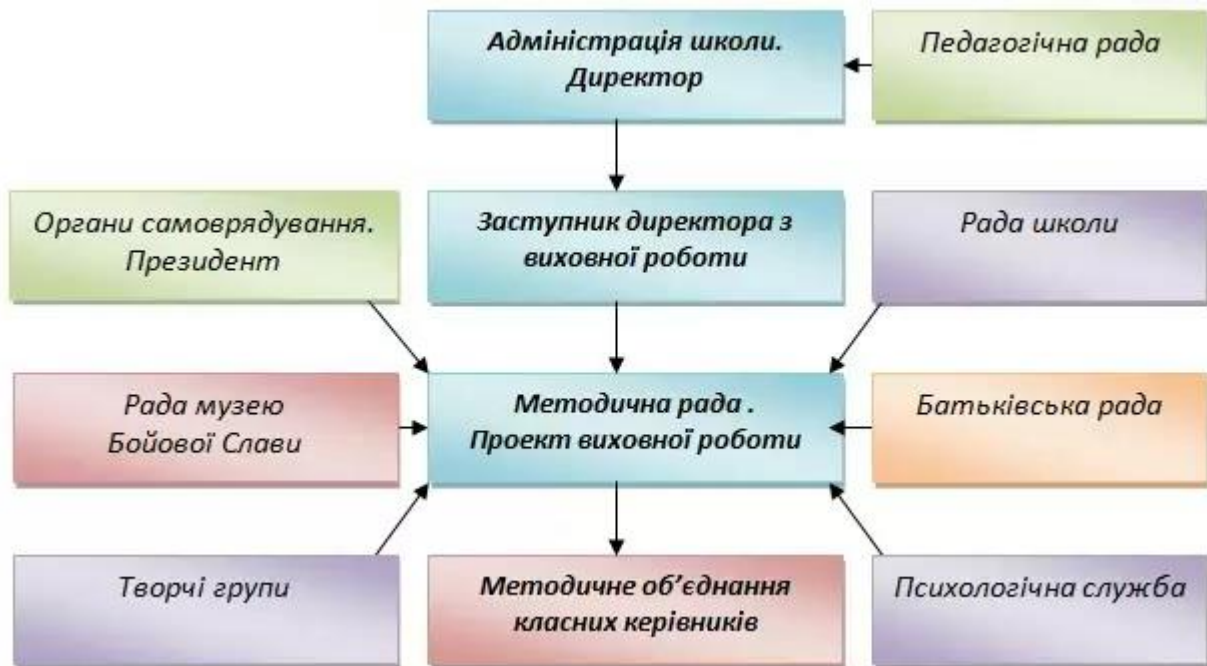 Адміністрація школи.
Директор
Педагогічна рада
Органи самоврядування.
Президент
Заступник директора з
виховної роботи
Рада школи
Рада музею
Бойової Слави
Методична рада .
Проект виховної роботи
Батьківська рада
Творчі групи
Методичне об’єднання
класних керівників
Психологічна служба